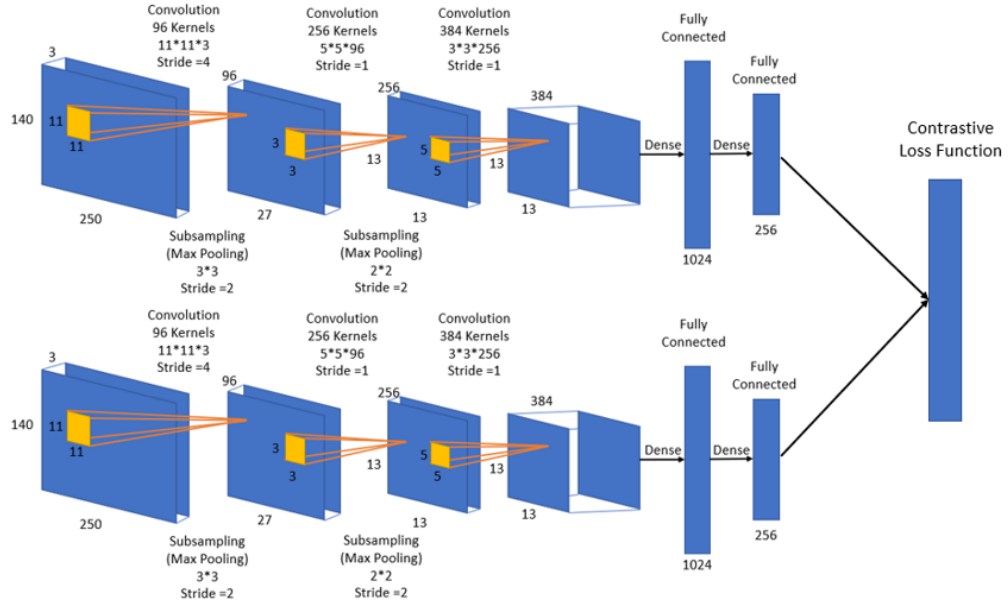 Convolution
96 Kernels
11*11*3
Stride =4
Convolution
256 Kernels
5*5*96
Stride =1
Convolution
384 Kernels
3*3*256
Stride =1
Fully
Connected
Fully
Connected
3
96
256
384
140
11
11
3
3
13
5
5
13
Dense
Dense
250
27
13
13
1024
256
Subsampling
(Max Pooling)
3*3
Stride =2
Subsampling
(Max Pooling)
2*2
Stride =2
Contrastive
Loss Function
Convolution
96 Kernels
11*11*3
Stride =4
Convolution
256 Kernels
5*5*96
Stride =1
Convolution
384 Kernels
3*3*256
Stride =1
Fully
Connected
Fully
Connected
3
96
256
384
140
11
11
3
3
13
5
5
13
Dense
Dense
250
27
13
13
1024
256
Subsampling
(Max Pooling)
3*3
Stride =2
Subsampling
(Max Pooling)
2*2
Stride =2